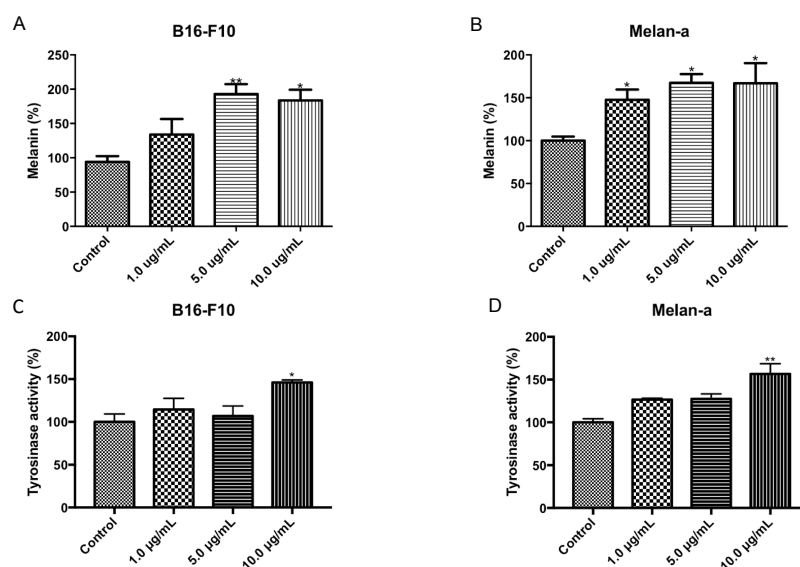 A
B16-F10
Melanin (%)
250
200
150
100
50
0
**
*
Control
1.0 ug/mL
5.0 ug/mL
10.0 ug/mL
B
Melan-a
Melanin (%)
200
150
100
50
0
*
*
*
Control
1.0 ug/mL
5.0 ug/mL
10.0 ug/mL
C
B16-F10
Tyrosinase activity (%)
200
150
100
50
0
*
Control
1.0 µg/mL
5.0 µg/mL
10.0 µg/mL
D
Melan-a
Tyrosinase activity (%)
200
150
100
50
0
**
Control
1.0 µg/mL
5.0 µg/mL
10.0 µg/mL